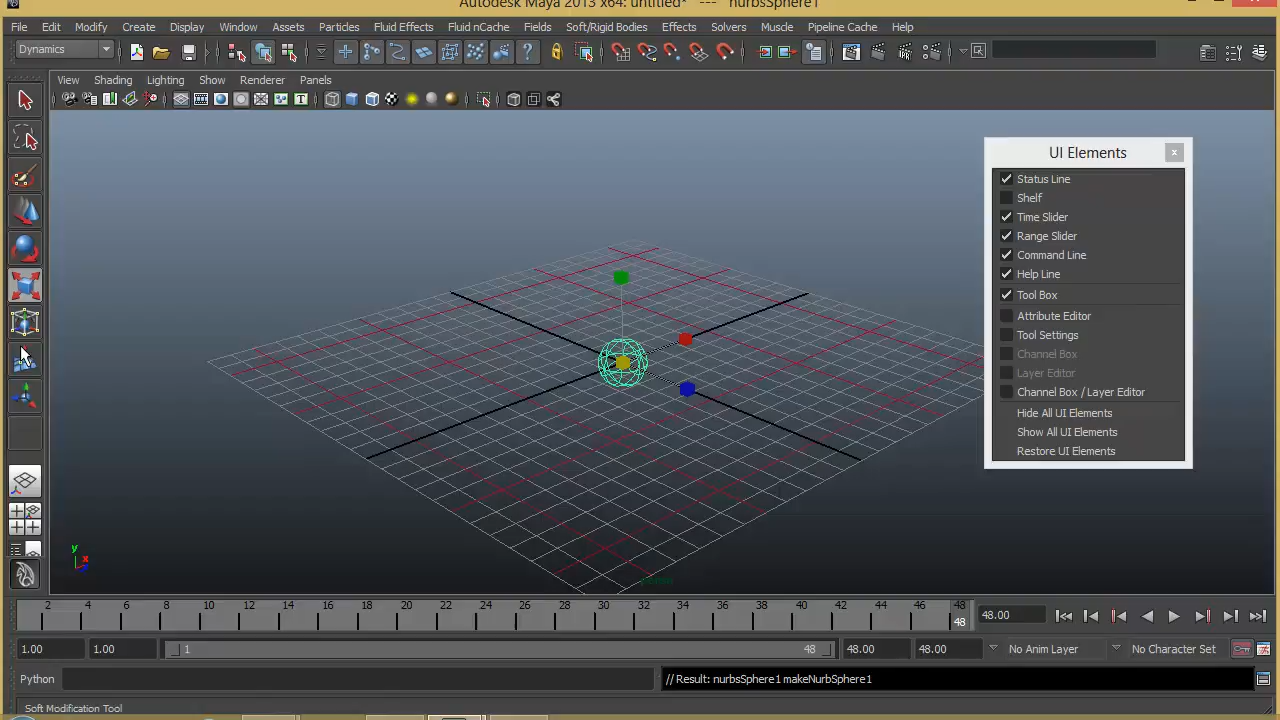 Autodesk Maya 2013 x64: untitled* --- nurbsSphere1
File Edit Modify Create Display Window Assets Particles Fluid Effects Fluid nCache Fields Soft/Rigid Bodies Effects Solvers Muscle Pipeline Cache Help
Dynamics
View Shading Lighting Show Renderer Panels
UI Elements
Status Line
Shelf
Time Slider
Range Slider
Command Line
Help Line
Tool Box
Attribute Editor
Tool Settings
Channel Box
Layer Editor
Channel Box / Layer Editor
Hide All UI Elements
Show All UI Elements
Restore UI Elements
y
x
persp
2 4 6 8 10 12 14 16 18 20 22 24 26 28 30 32 34 36 38 40 42 44 46 48
48
48.00
1.00 1.00 1 48 48.00 48.00 No Anim Layer No Character Set
Python // Result: nurbsSphere1 makeNurbSphere1
Soft Modification Tool